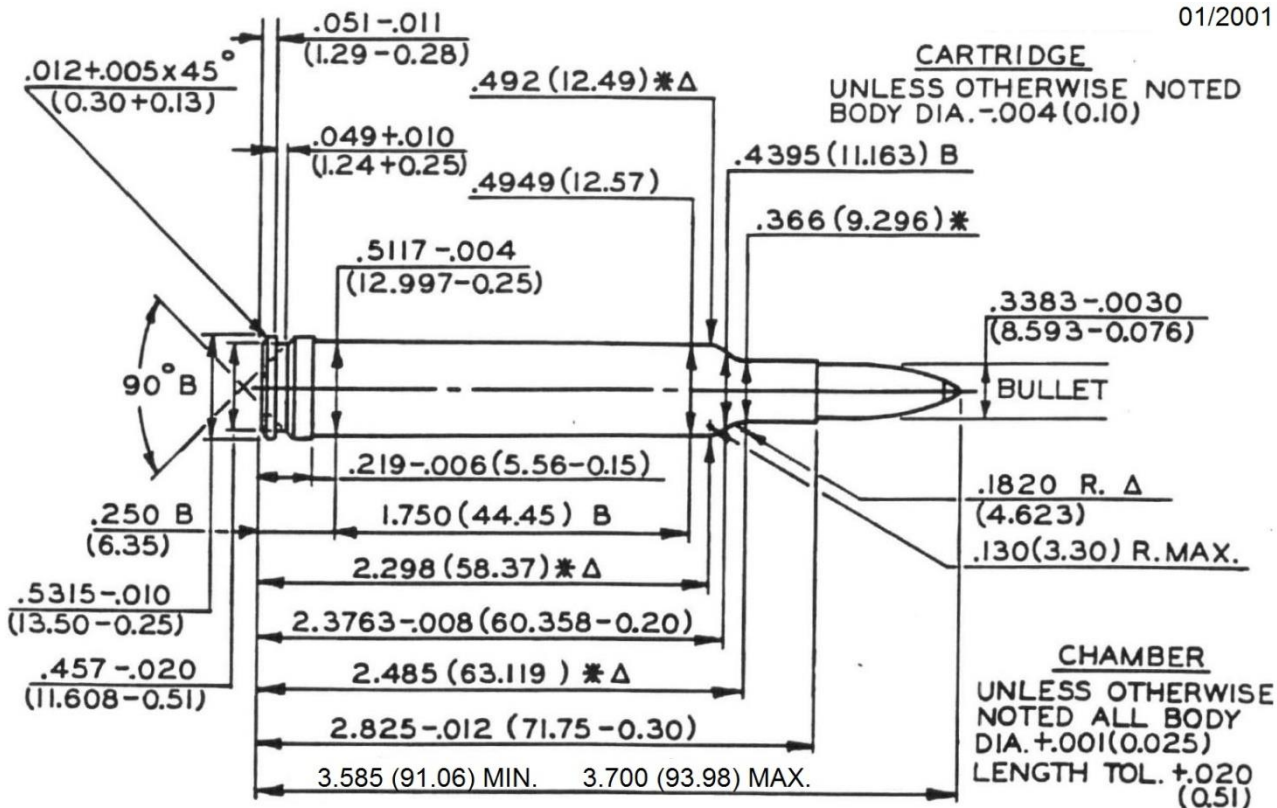 01/2001
.051-.011
(1.29-0.28)
.012+.005x45°
(0.30+0.13)
CARTRIDGE
UNLESS OTHERWISE NOTED
BODY DIA.-.004(0.10)
.492(12.49)*Δ
.049+.010
(1.24+0.25)
.4395(11.163) B
.4949(12.57)
.366(9.296)*
.5117-.004
(12.997-0.25)
.3383-.0030
(8.593-0.076)
90°B
BULLET
.219-.006(5.56-0.15)
.1820 R. Δ
(4.623)
.250 B
(6.35)
1.750(44.45) B
.130(3.30) R.MAX.
2.298(58.37)*Δ
.5315-.010
(13.50-0.25)
2.3763-.008(60.358-0.20)
.457-.020
(11.608-0.51)
2.485(63.119)*Δ
CHAMBER
UNLESS OTHERWISE
NOTED ALL BODY
DIA.+.001(0.025)
LENGTH TOL. +.020
(0.51)
2.825-.012 (71.75-0.30)
3.585 (91.06) MIN. 3.700 (93.98) MAX.